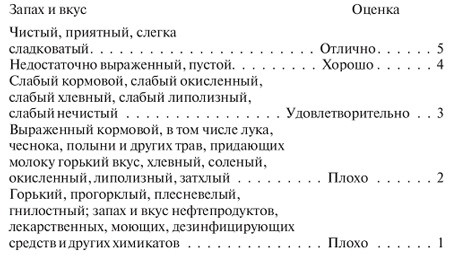 Запах и вкус Оценка
Чистый, приятный, слегка
сладковатый. . . . . . . . . . . . . . . . . . . . Отлично. . . . . . 5
Недостаточно выраженный, пустой. . . . . . . . . Хорошо . . . . . . 4
Слабый кормовой, слабый окисленный,
слабый хлевный, слабый липолизный,
слабый нечистый . . . . . . . . . . . . . Удовлетворительно . . 3
Выраженный кормовой, в том числе лука,
чеснока, полыни и других трав, придающих
молоку горький вкус, хлевный, соленый,
окисленный, липолизный, затхлый . . . . . . . . . Плохо . . . . . . 2
Горький, прогорклый, плесневелый,
гнилостный; запах и вкус нефтепродуктов,
лекарственных, моющих, дезинфицирующих
средств и других химикатов . . . . . . . . . . . . Плохо . . . . . . 1